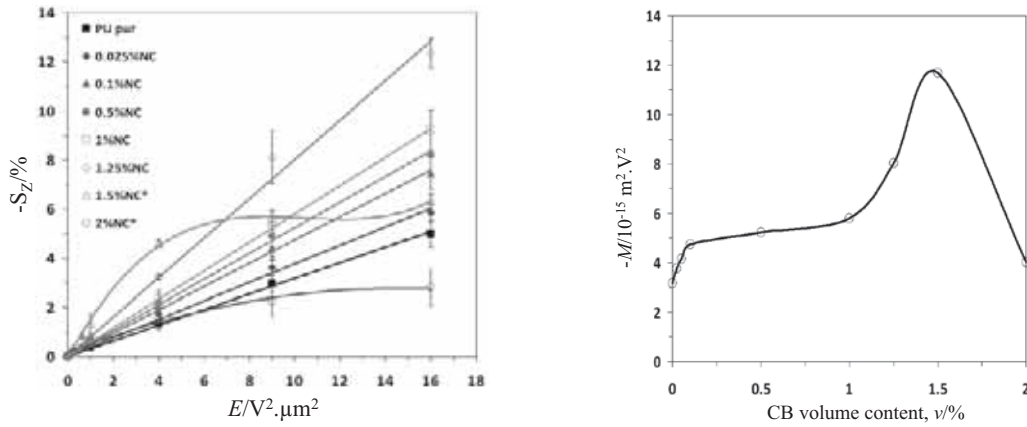 14
12
10
8
6
4
2
0
-S_Z/%
PU pur
0.025%NC
0.1%NC
0.5%NC
1%NC
1.25%NC
1.5%NC*
2%NC*
0 2 4 6 8 10 12 14 16 18
E/V².µm²
14
12
10
8
6
4
2
0
-M/10⁻¹⁵ m².V²
0 0.5 1 1.5 2
CB volume content, v/%